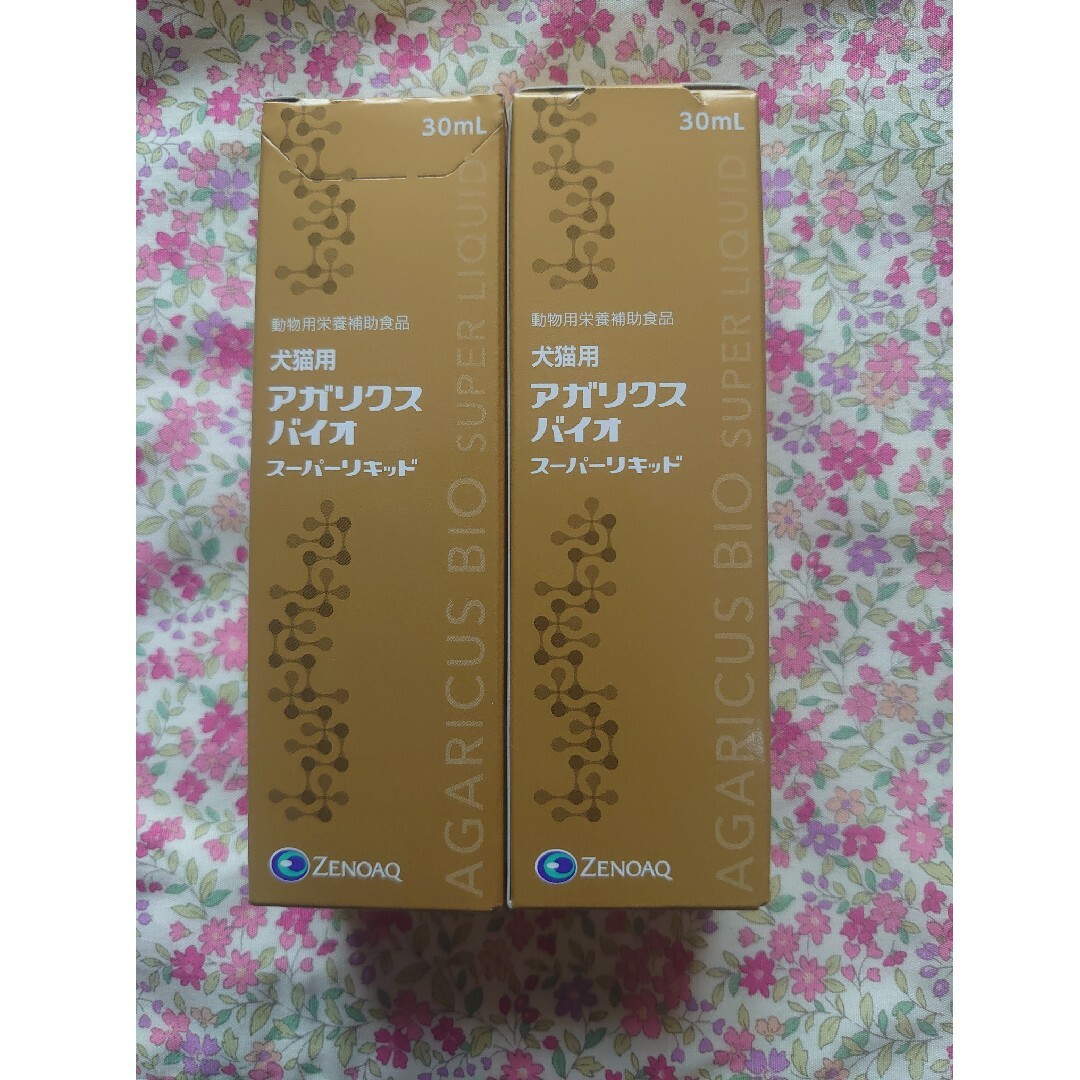 30mL
動物用栄養補助食品
犬猫用
アガリクス
バイオ
スーパーリキッド
AGARICUS BIO SUPER LIQUID
ZENOAQ
30mL
動物用栄養補助食品
犬猫用
アガリクス
バイオ
スーパーリキッド
AGARICUS BIO SUPER LIQUID
ZENOAQ